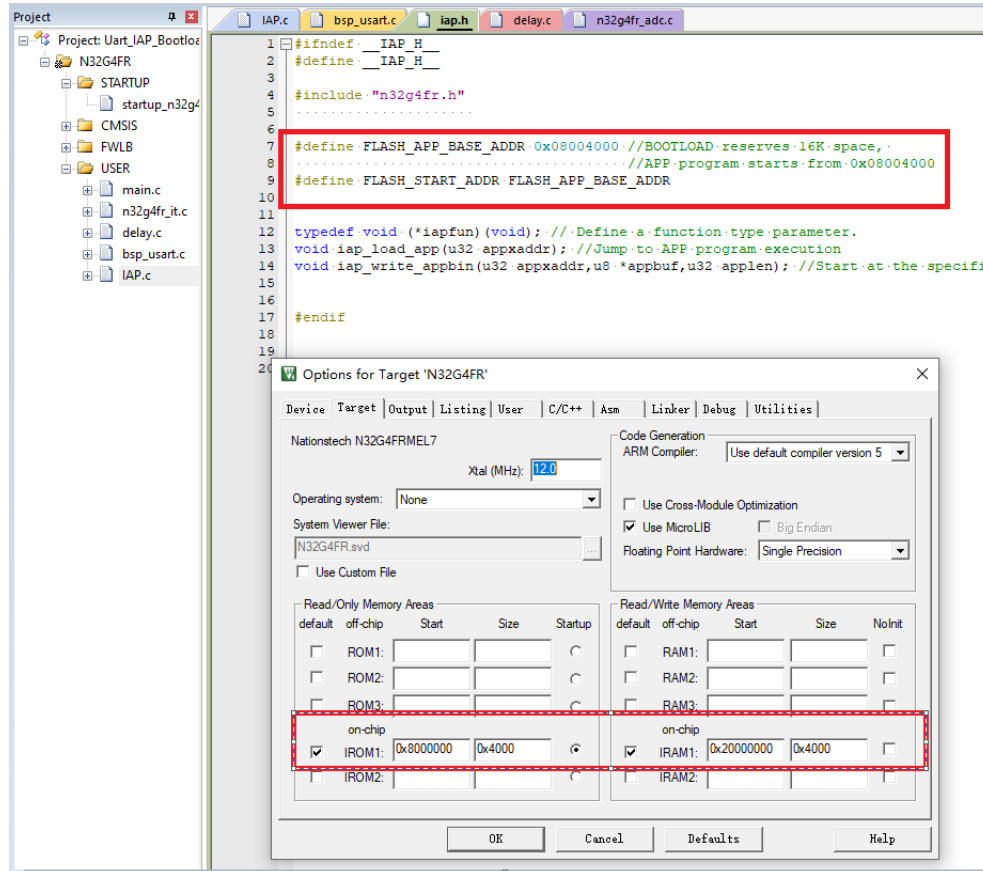 Project
IAP.c bsp_usart.c iap.h delay.c n32g4fr_adc.c
Project: Uart_IAP_Bootloa
N32G4FR
STARTUP
startup_n32g4
CMSIS
FWLB
USER
main.c
n32g4fr_it.c
delay.c
bsp_usart.c
IAP.c
1 #ifndef __IAP_H__
2 #define __IAP_H__
3
4 #include "n32g4fr.h"
5
6
7 #define FLASH_APP_BASE_ADDR 0x08004000 //BOOTLOAD reserves 16K space,
8 //APP program starts from 0x08004000
9 #define FLASH_START_ADDR FLASH_APP_BASE_ADDR
10
11
12 typedef void (*iapfun)(void); // Define a function type parameter.
13 void iap_load_app(u32 appxaddr); //Jump to APP program execution
14 void iap_write_appbin(u32 appxaddr,u8 *appbuf,u32 applen); //Start at the specifi
15
16
17 #endif
18
19
20
Options for Target 'N32G4FR'
Device Target Output Listing User C/C++ Asm Linker Debug Utilities
Nationstech N32G4FRMEL7
Xtal (MHz): 12.0
Operating system: None
System Viewer File:
N32G4FR.svd ...
Use Custom File
Code Generation
ARM Compiler: Use default compiler version 5
Use Cross-Module Optimization
Use MicroLIB Big Endian
Floating Point Hardware: Single Precision
Read/Only Memory Areas
default off-chip Start Size Startup
ROM1:
ROM2:
ROM3:
on-chip
IROM1: 0x8000000 0x4000
IROM2:
Read/Write Memory Areas
default off-chip Start Size NoInit
RAM1:
RAM2:
RAM3:
on-chip
IRAM1: 0x20000000 0x4000
IRAM2:
OK Cancel Defaults Help